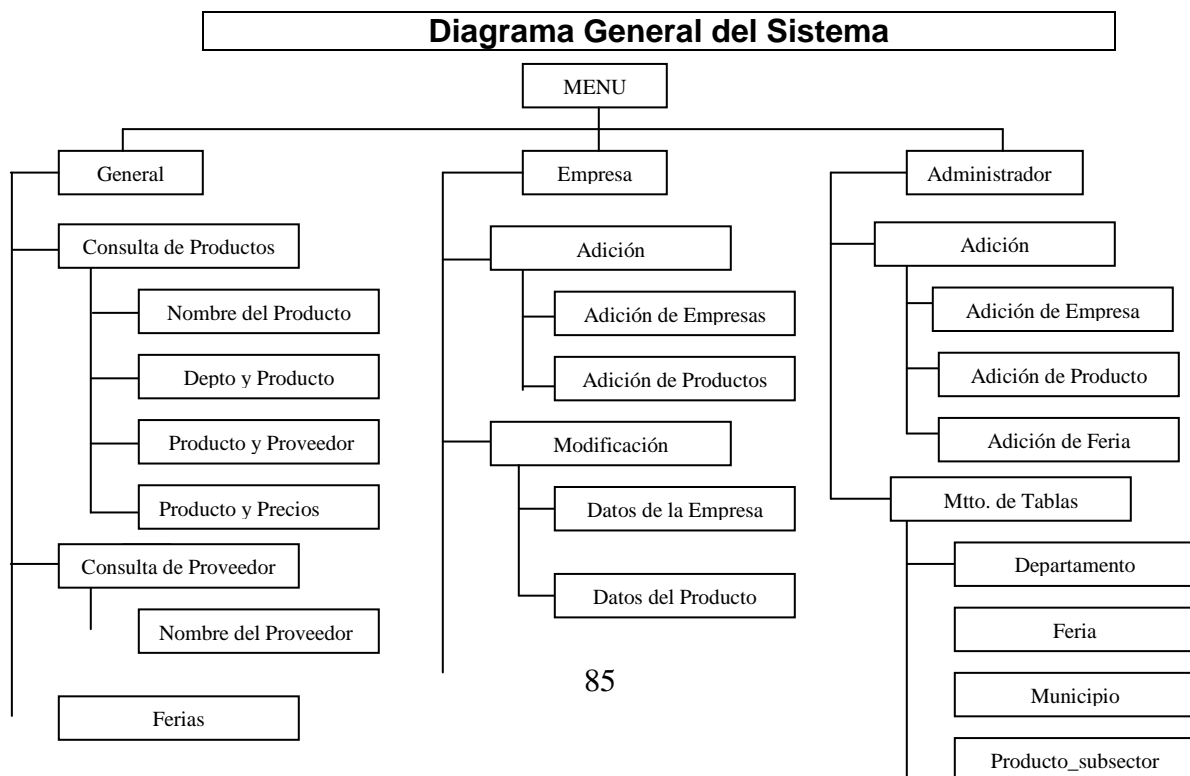 Diagrama General del Sistema
MENU
General
Consulta de Productos
Nombre del Producto
Depto y Producto
Producto y Proveedor
Producto y Precios
Consulta de Proveedor
Nombre del Proveedor
Ferias
Empresa
Adición
Adición de Empresas
Adición de Productos
Modificación
Datos de la Empresa
Datos del Producto
Administrador
Adición
Adición de Empresa
Adición de Producto
Adición de Feria
Mtto. de Tablas
Departamento
Feria
Municipio
Producto_subsector
85